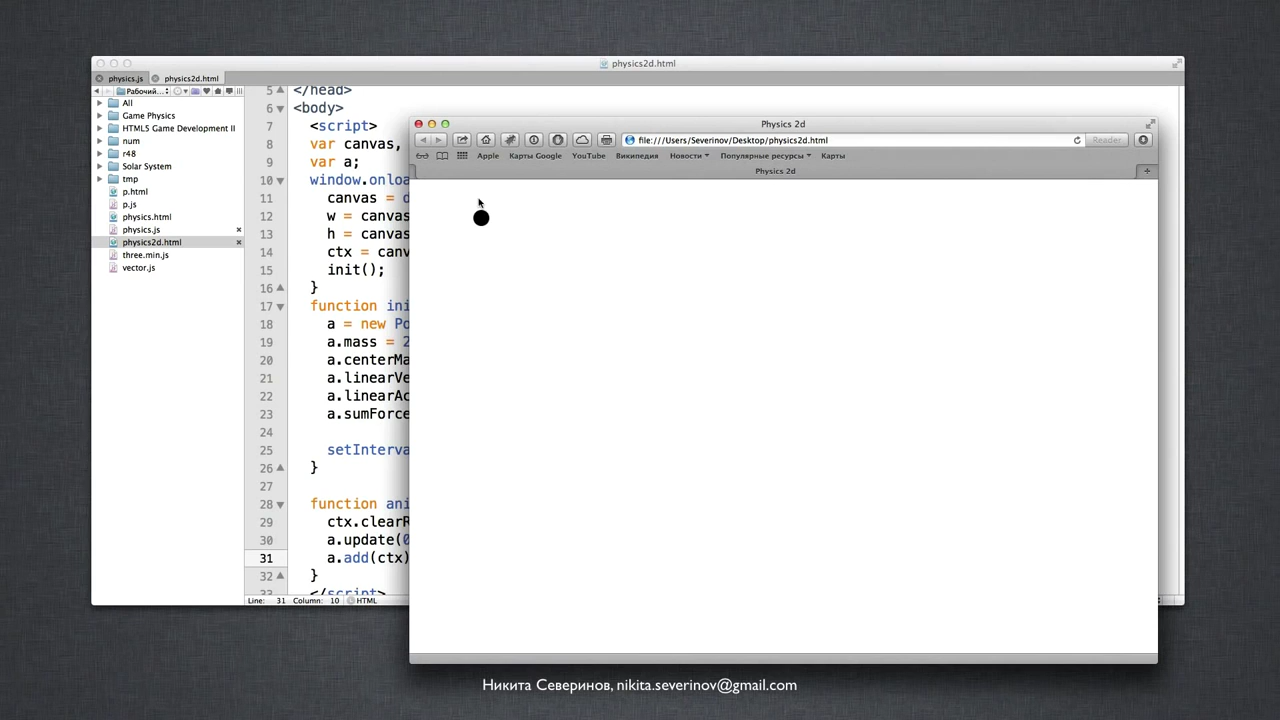 physics2d.html
physics.js
physics2d.html
Рабочий...
All
Game Physics
HTML5 Game Development II
num
r48
Solar System
tmp
p.html
p.js
physics.html
physics.js
physics2d.html
three.min.js
vector.js
5 </head>
6 <body>
7 <script>
8 var canvas,
9 var a;
10 window.onloa
11 canvas = d
12 w = canvas
13 h = canvas
14 ctx = canv
15 init();
16 }
17 function ini
18 a = new Po
19 a.mass = 2
20 a.centerMa
21 a.linearVe
22 a.linearAc
23 a.sumForce
24
25 setInterva
26 }
27
28 function ani
29 ctx.clearR
30 a.update(0
31 a.add(ctx)
32 }
33 </script>
Line: 31 Column: 10 HTML
Physics 2d
file:///Users/Severinov/Desktop/physics2d.html
Reader
Apple Карты Google YouTube Википедия Новости Популярные ресурсы Карты
Physics 2d
Никита Северинов, nikita.severinov@gmail.com